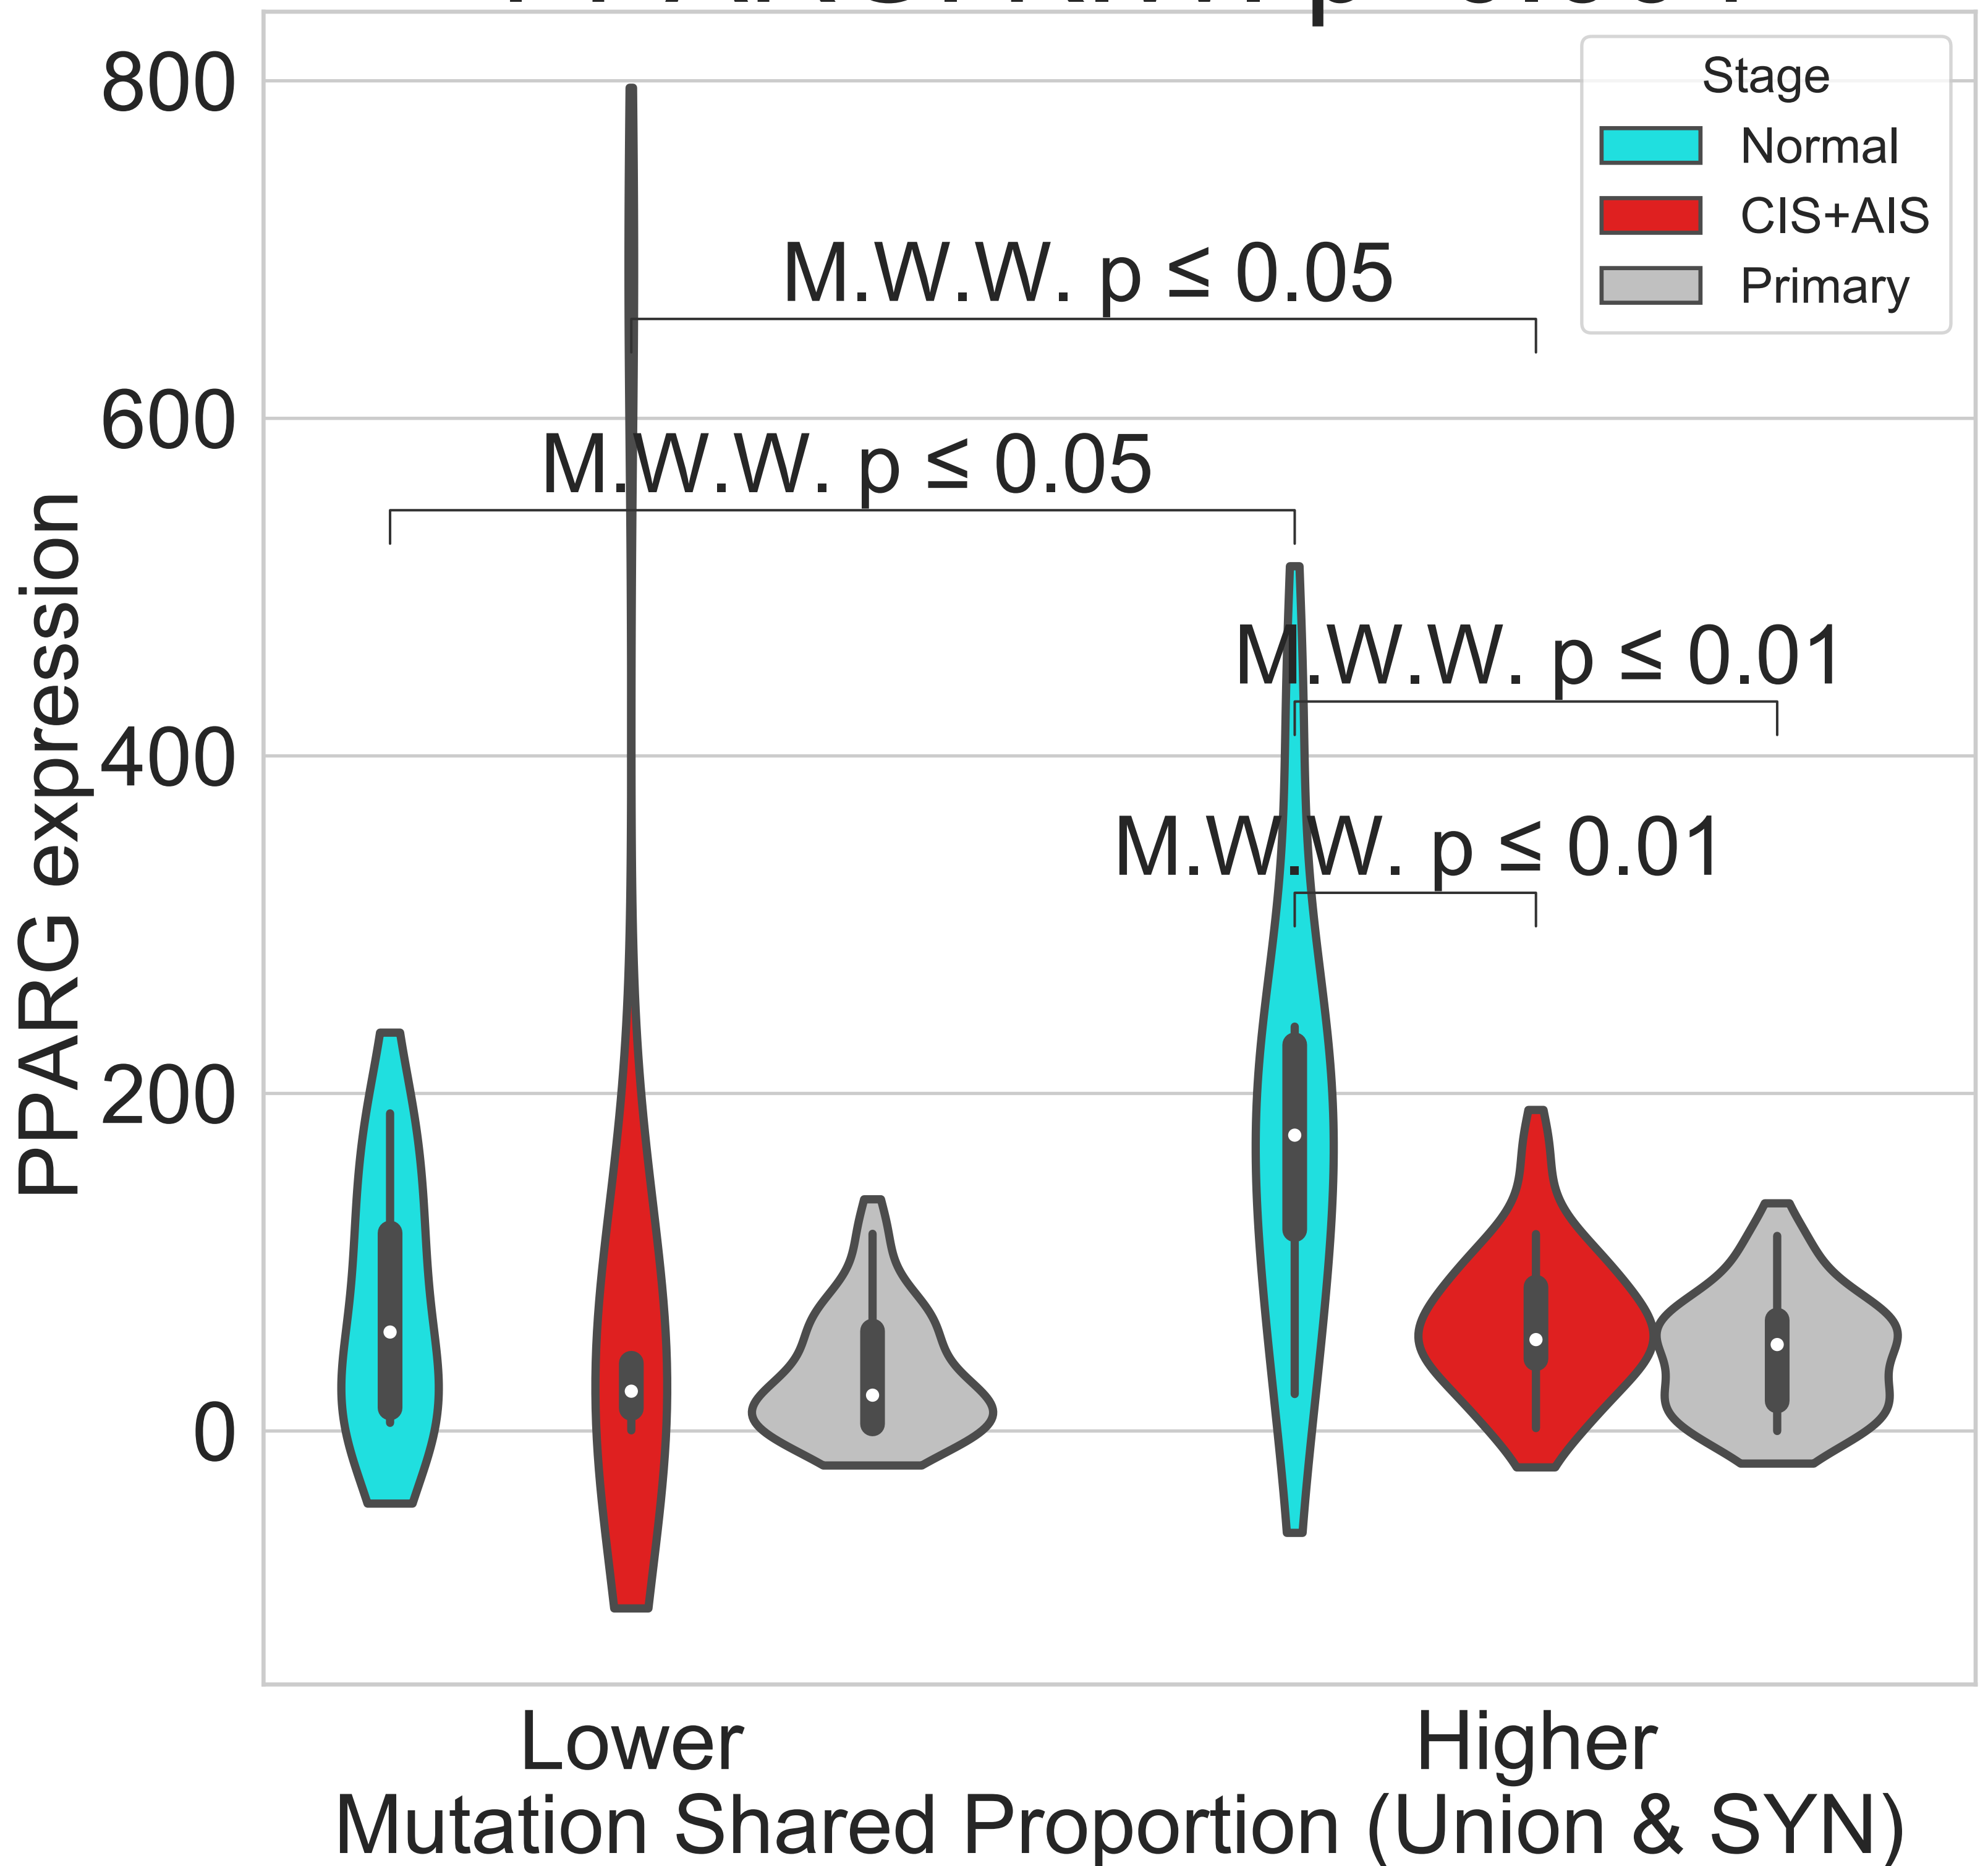 800
600
400
200
0
PPARG expression
Stage
Normal
CIS+AIS
Primary
M.W.W. p ≤ 0.05
M.W.W. p ≤ 0.05
M.W.W. p ≤ 0.01
M.W.W. p ≤ 0.01
Lower
Higher
Mutation Shared Proportion (Union & SYN)